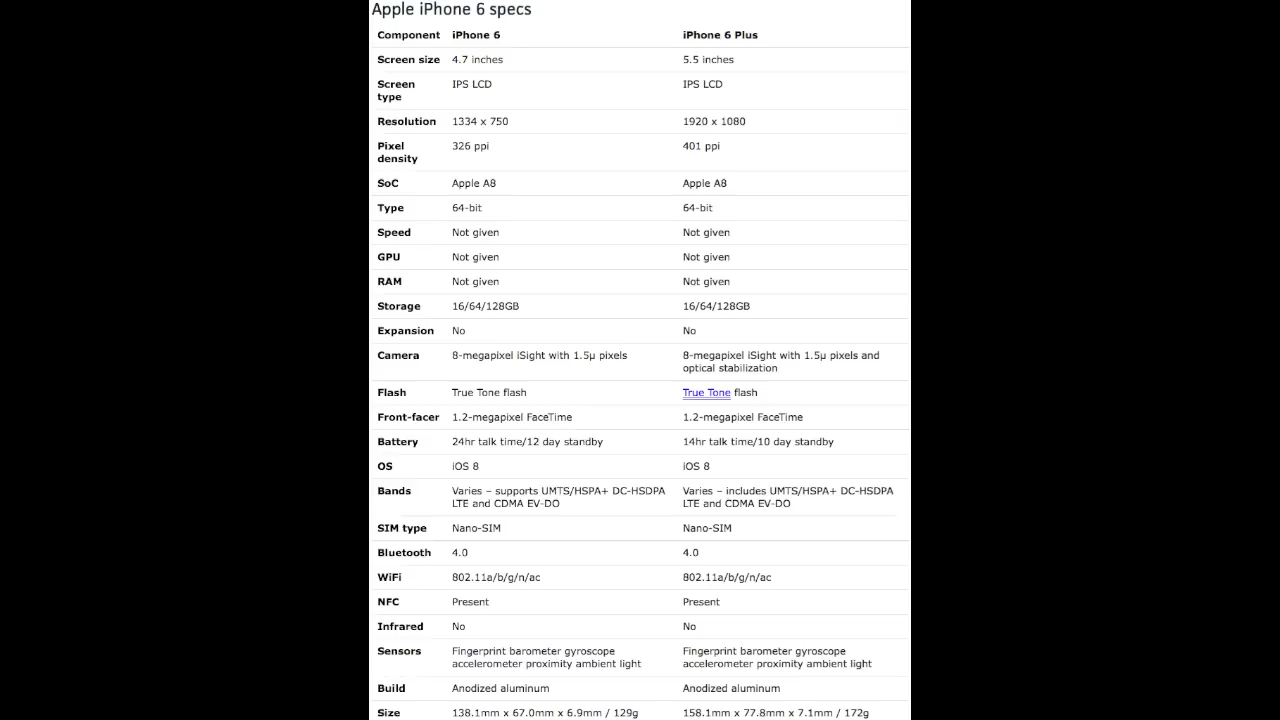 Apple iPhone 6 specs
Component iPhone 6 iPhone 6 Plus
Screen size 4.7 inches 5.5 inches
Screen IPS LCD IPS LCD
type
Resolution 1334 x 750 1920 x 1080
Pixel 326 ppi 401 ppi
density
SoC Apple A8 Apple A8
Type 64-bit 64-bit
Speed Not given Not given
GPU Not given Not given
RAM Not given Not given
Storage 16/64/128GB 16/64/128GB
Expansion No No
Camera 8-megapixel iSight with 1.5µ pixels 8-megapixel iSight with 1.5µ pixels and
optical stabilization
Flash True Tone flash True Tone flash
Front-facer 1.2-megapixel FaceTime 1.2-megapixel FaceTime
Battery 24hr talk time/12 day standby 14hr talk time/10 day standby
OS iOS 8 iOS 8
Bands Varies – supports UMTS/HSPA+ DC-HSDPA Varies – includes UMTS/HSPA+ DC-HSDPA
LTE and CDMA EV-DO LTE and CDMA EV-DO
SIM type Nano-SIM Nano-SIM
Bluetooth 4.0 4.0
WiFi 802.11a/b/g/n/ac 802.11a/b/g/n/ac
NFC Present Present
Infrared No No
Sensors Fingerprint barometer gyroscope Fingerprint barometer gyroscope
accelerometer proximity ambient light accelerometer proximity ambient light
Build Anodized aluminum Anodized aluminum
Size 138.1mm x 67.0mm x 6.9mm / 129g 158.1mm x 77.8mm x 7.1mm / 172g